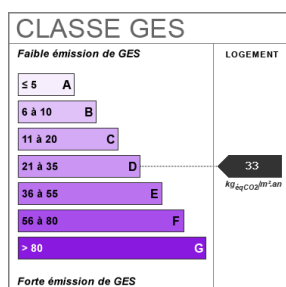 CLASSE GES
Faible émission de GES
LOGEMENT
≤ 5 A
6 à 10 B
11 à 20 C
21 à 35 D
33
kgéqCO2/m².an
36 à 55 E
56 à 80 F
> 80 G
Forte émission de GES